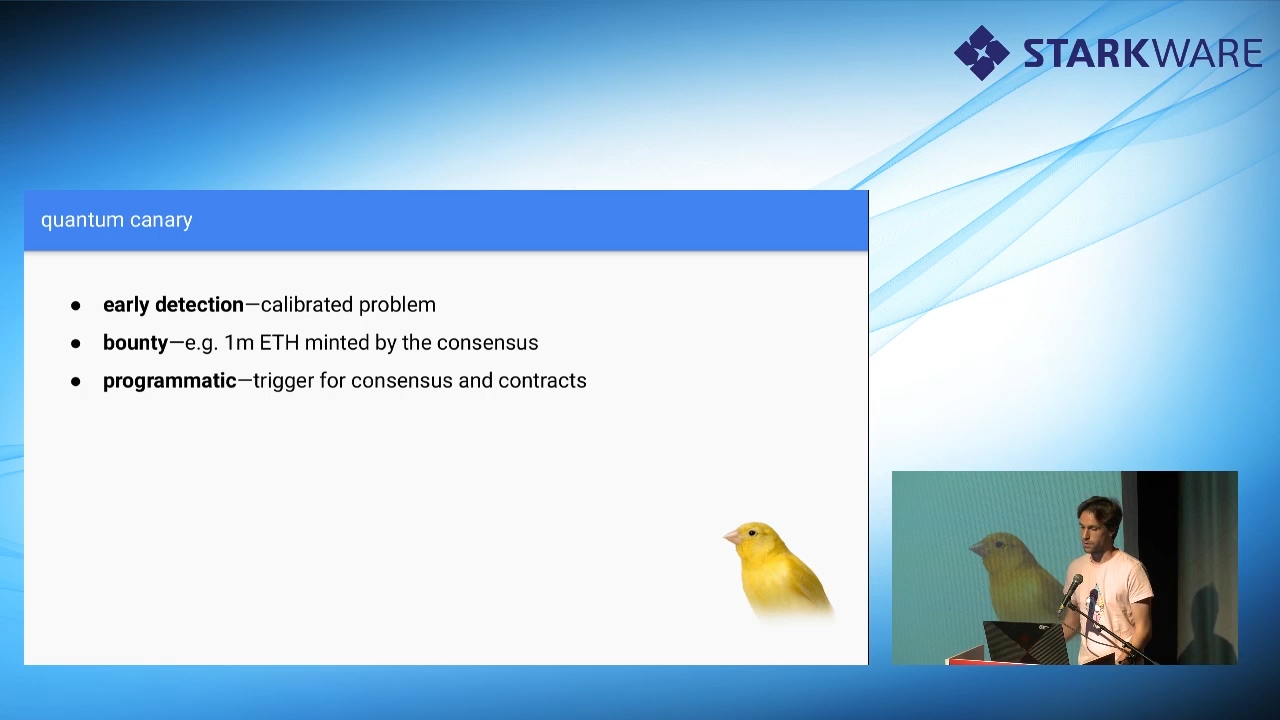 STARKWARE
quantum canary
● early detection—calibrated problem
● bounty—e.g. 1m ETH minted by the consensus
● programmatic—trigger for consensus and contracts